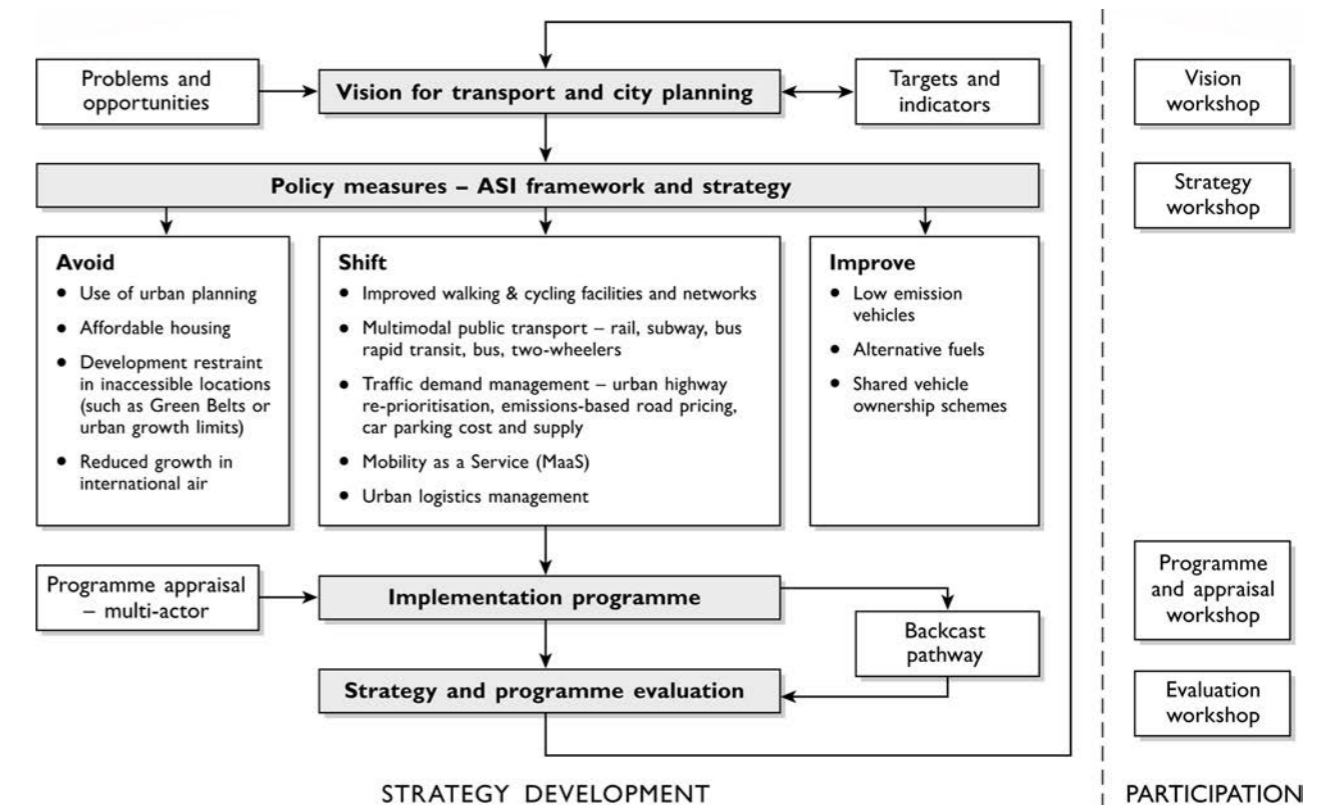 Problems and
opportunities
Vision for transport and city planning
Targets and
indicators
Vision
workshop
Policy measures – ASI framework and strategy
Strategy
workshop
Avoid
• Use of urban planning
• Affordable housing
• Development restraint
in inaccessible locations
(such as Green Belts or
urban growth limits)
• Reduced growth in
international air
Shift
• Improved walking & cycling facilities and networks
• Multimodal public transport – rail, subway, bus
rapid transit, bus, two-wheelers
• Traffic demand management – urban highway
re-prioritisation, emissions-based road pricing,
car parking cost and supply
• Mobility as a Service (MaaS)
• Urban logistics management
Improve
• Low emission
vehicles
• Alternative fuels
• Shared vehicle
ownership schemes
Programme appraisal
– multi-actor
Implementation programme
Backcast
pathway
Programme
and appraisal
workshop
Strategy and programme evaluation
Evaluation
workshop
STRATEGY DEVELOPMENT
PARTICIPATION